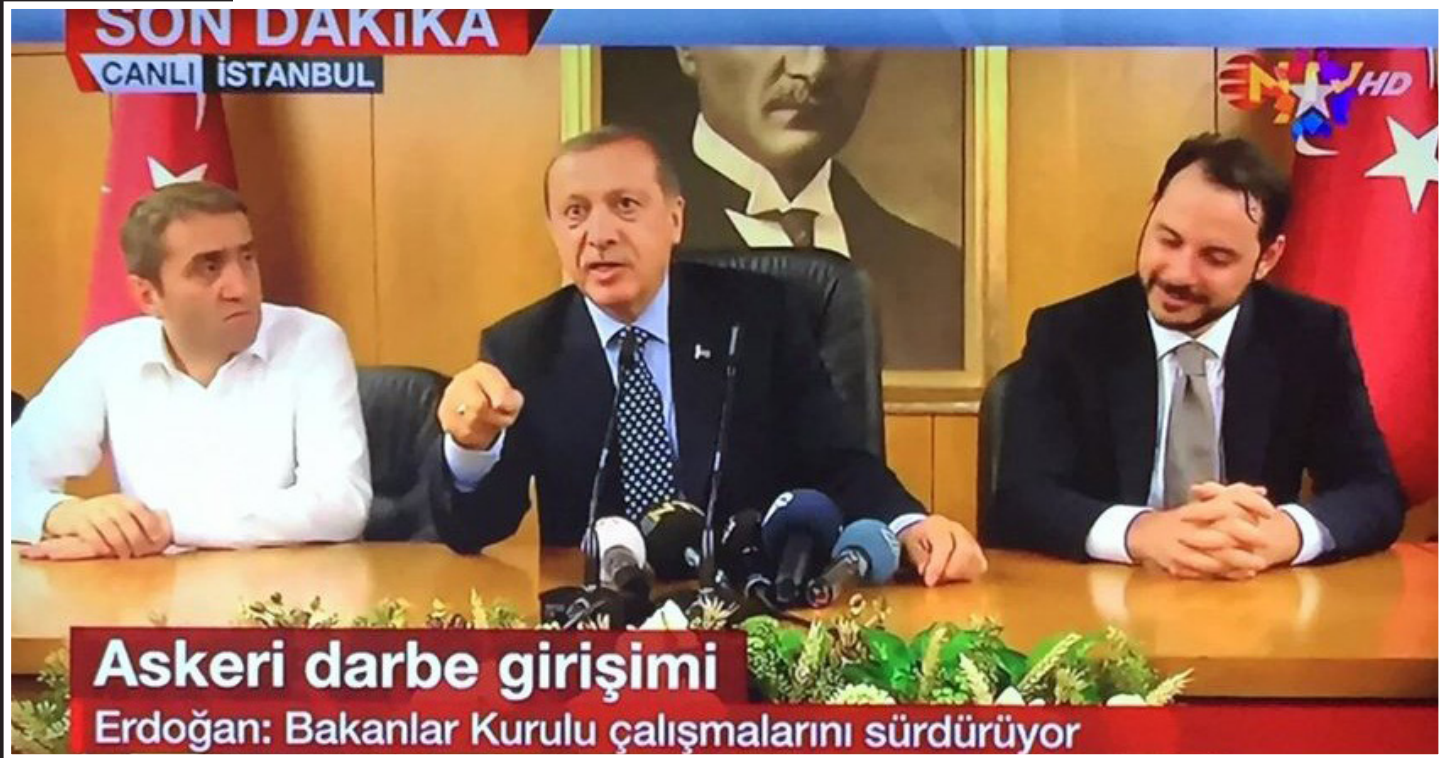 SON DAKİKA
CANLI İSTANBUL
HD
Askeri darbe girişimi
Erdoğan: Bakanlar Kurulu çalışmalarını sürdürüyor